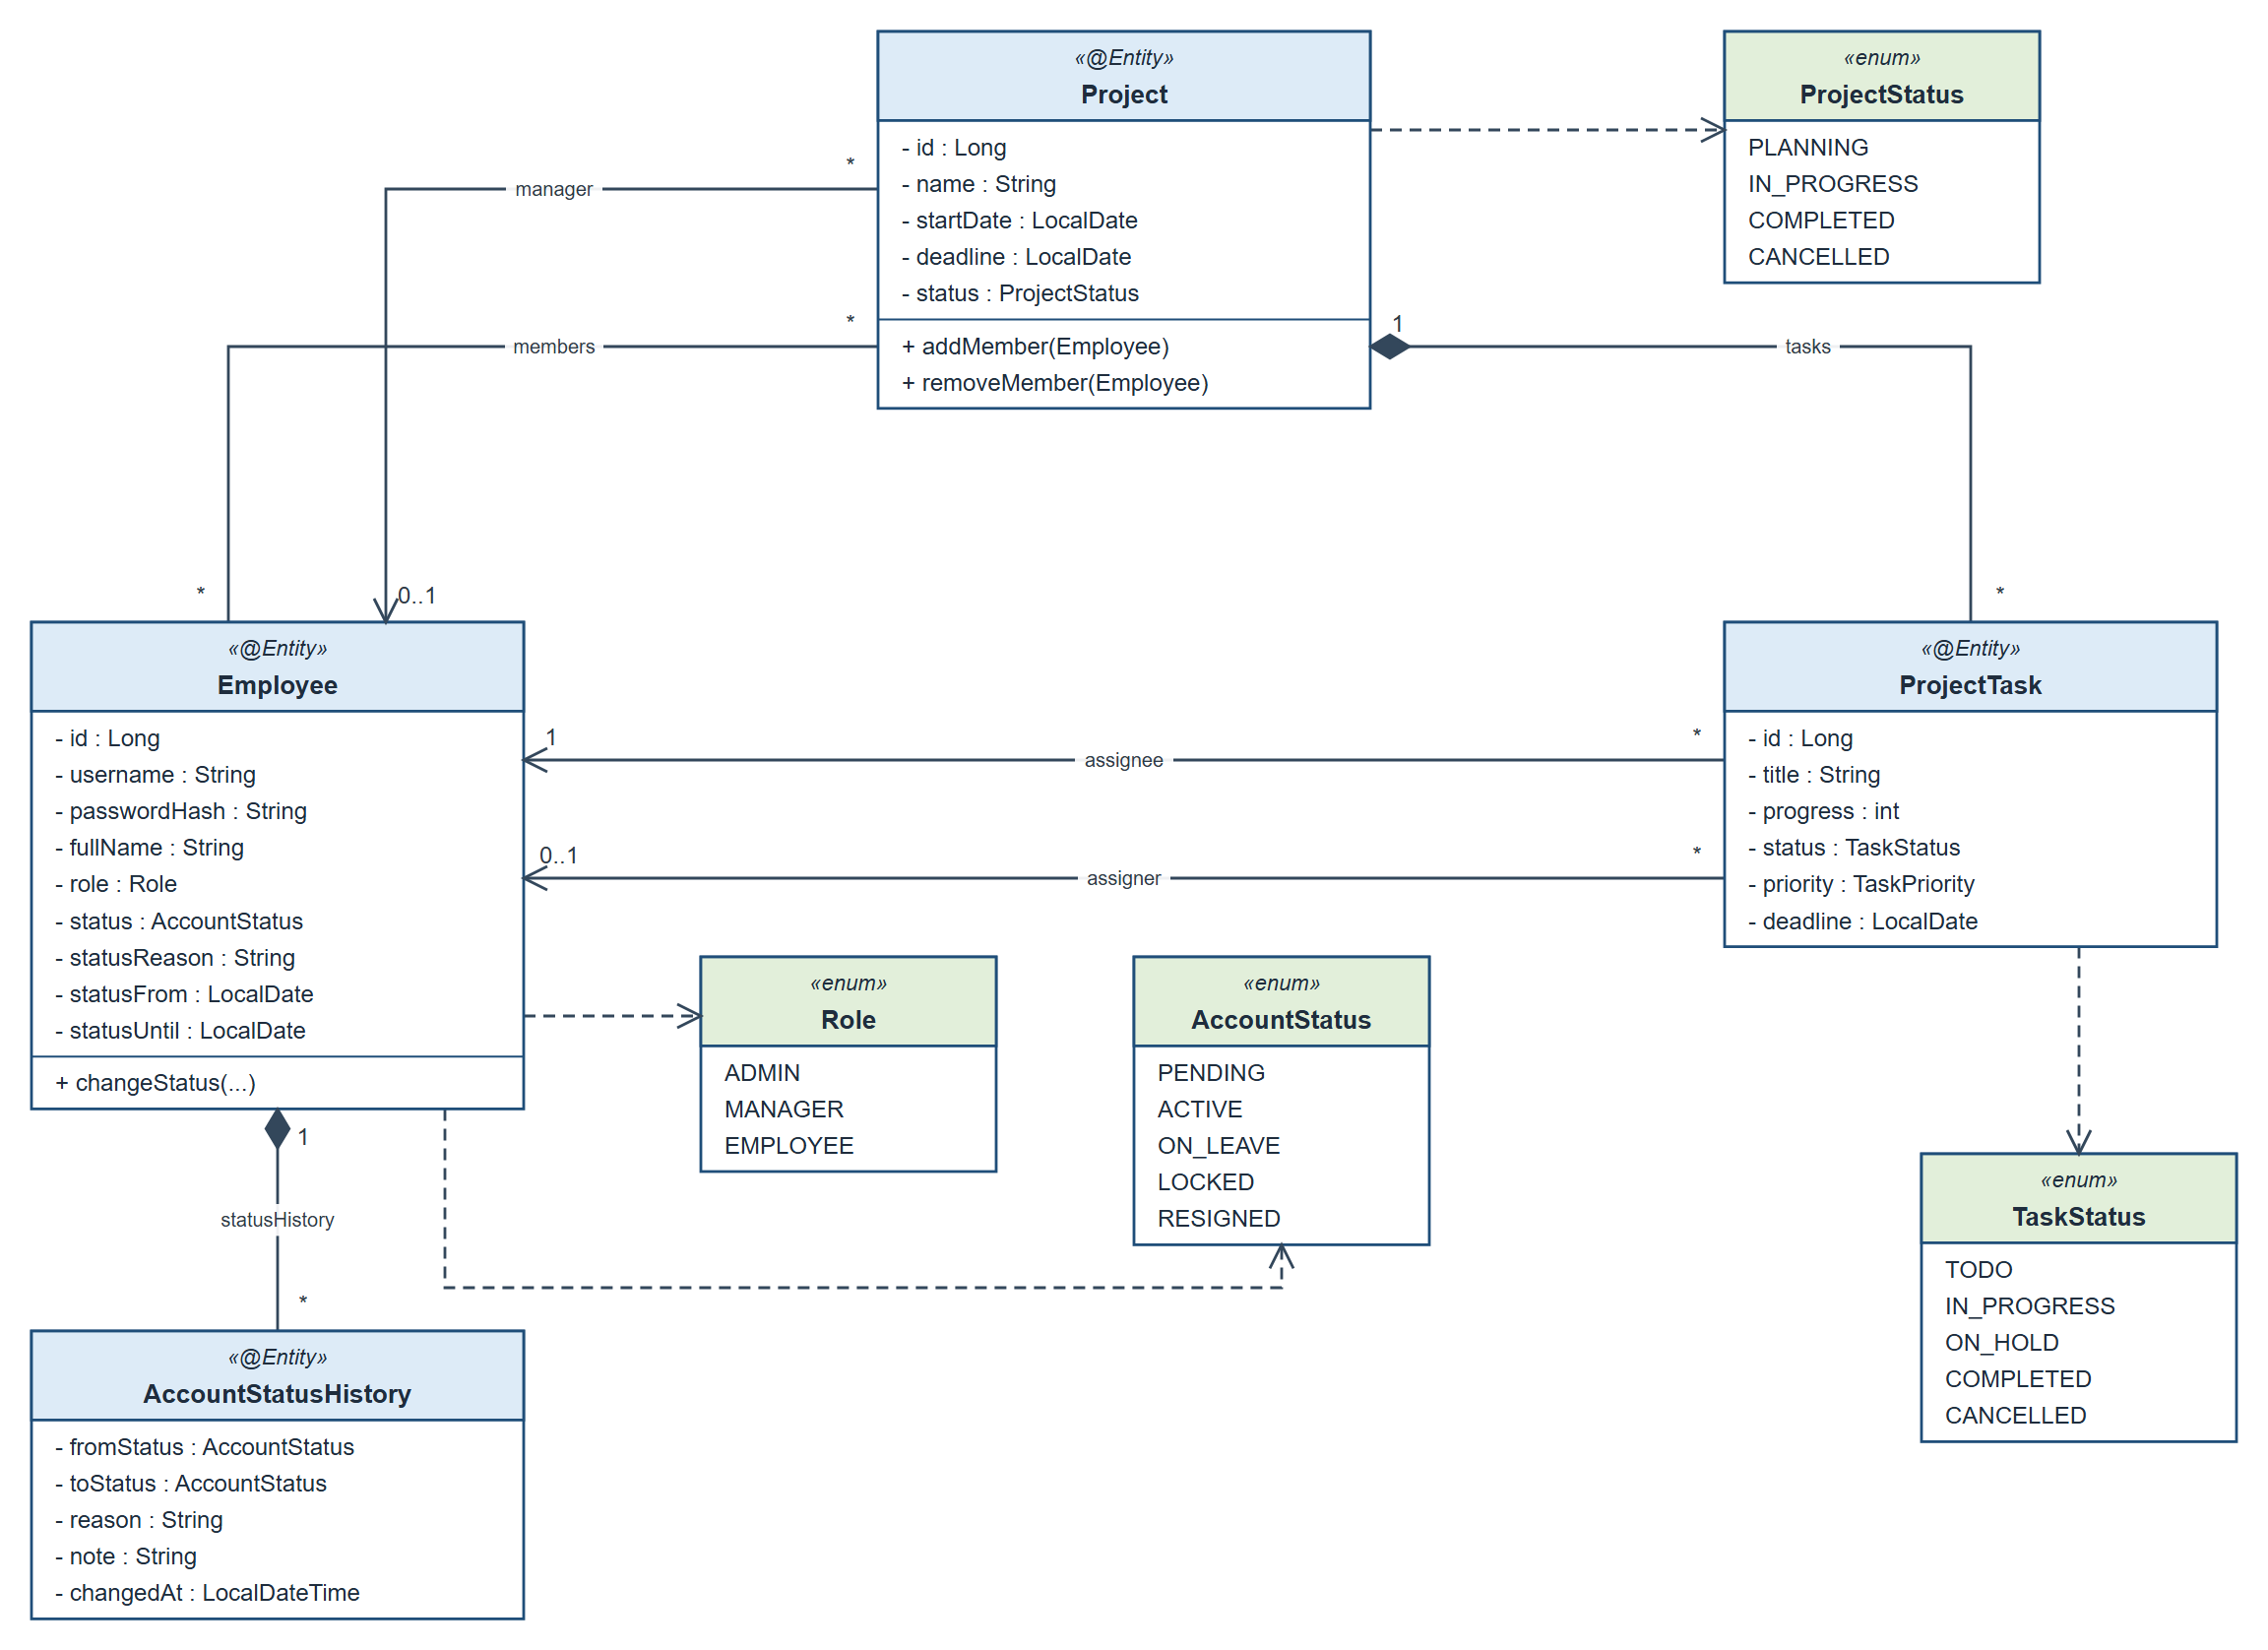 «@Entity»
Project
- id : Long
- name : String
- startDate : LocalDate
- deadline : LocalDate
- status : ProjectStatus
+ addMember(Employee)
+ removeMember(Employee)
«enum»
ProjectStatus
PLANNING
IN_PROGRESS
COMPLETED
CANCELLED
*
manager
0..1
*
members
*
1
tasks
*
«@Entity»
Employee
- id : Long
- username : String
- passwordHash : String
- fullName : String
- role : Role
- status : AccountStatus
- statusReason : String
- statusFrom : LocalDate
- statusUntil : LocalDate
+ changeStatus(...)
1
assignee
*
0..1
assigner
*
«@Entity»
ProjectTask
- id : Long
- title : String
- progress : int
- status : TaskStatus
- priority : TaskPriority
- deadline : LocalDate
«enum»
Role
ADMIN
MANAGER
EMPLOYEE
«enum»
AccountStatus
PENDING
ACTIVE
ON_LEAVE
LOCKED
RESIGNED
«enum»
TaskStatus
TODO
IN_PROGRESS
ON_HOLD
COMPLETED
CANCELLED
1
statusHistory
*
«@Entity»
AccountStatusHistory
- fromStatus : AccountStatus
- toStatus : AccountStatus
- reason : String
- note : String
- changedAt : LocalDateTime